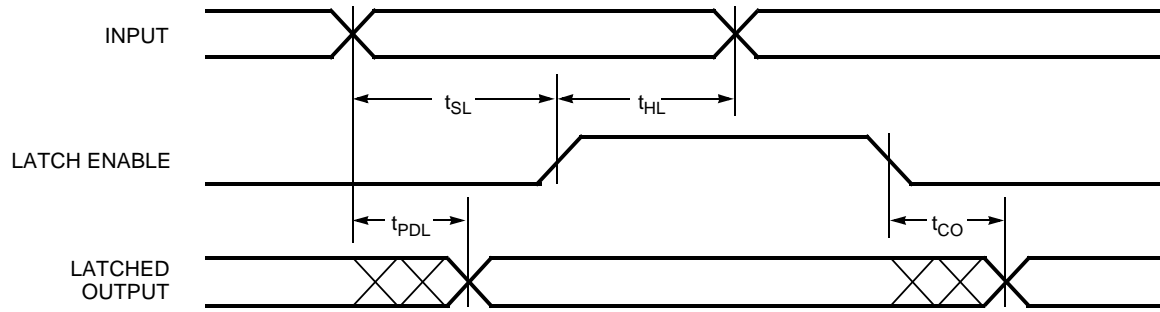 INPUT
tSL
tHL
LATCH ENABLE
tPDL
tCO
LATCHED
OUTPUT